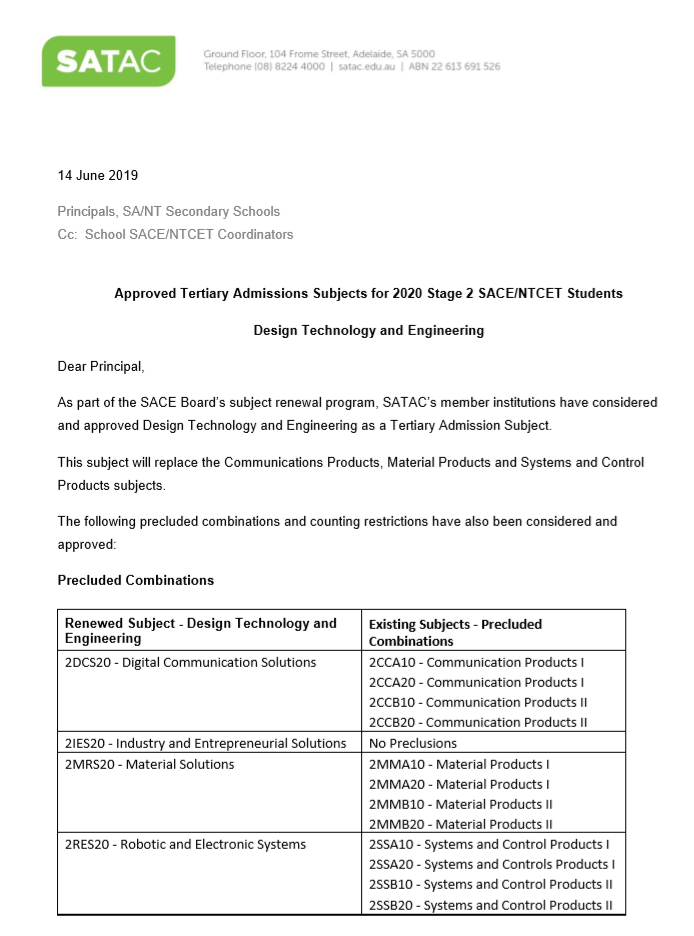 SATAC
Ground Floor, 104 Frome Street, Adelaide, SA 5000
Telephone (08) 8224 4000 | satac.edu.au | ABN 22 613 691 526
14 June 2019
Principals, SA/NT Secondary Schools
Cc: School SACE/NTCET Coordinators
Approved Tertiary Admissions Subjects for 2020 Stage 2 SACE/NTCET Students
Design Technology and Engineering
Dear Principal,
As part of the SACE Board's subject renewal program, SATAC's member institutions have considered
and approved Design Technology and Engineering as a Tertiary Admission Subject.
This subject will replace the Communications Products, Material Products and Systems and Control
Products subjects.
The following precluded combinations and counting restrictions have also been considered and
approved:
Precluded Combinations
Renewed Subject - Design Technology and
Engineering
Existing Subjects - Precluded
Combinations
2DCS20 - Digital Communication Solutions
2CCA10 - Communication Products I
2CCA20 - Communication Products I
2CCB10 - Communication Products II
2CCB20 - Communication Products II
2IES20 - Industry and Entrepreneurial Solutions
No Preclusions
2MRS20 - Material Solutions
2MMA10 - Material Products I
2MMA20 - Material Products I
2MMB10 - Material Products II
2MMB20 - Material Products II
2RES20 - Robotic and Electronic Systems
2SSA10 - Systems and Control Products I
2SSA20 - Systems and Controls Products I
2SSB10 - Systems and Control Products II
2SSB20 - Systems and Control Products II